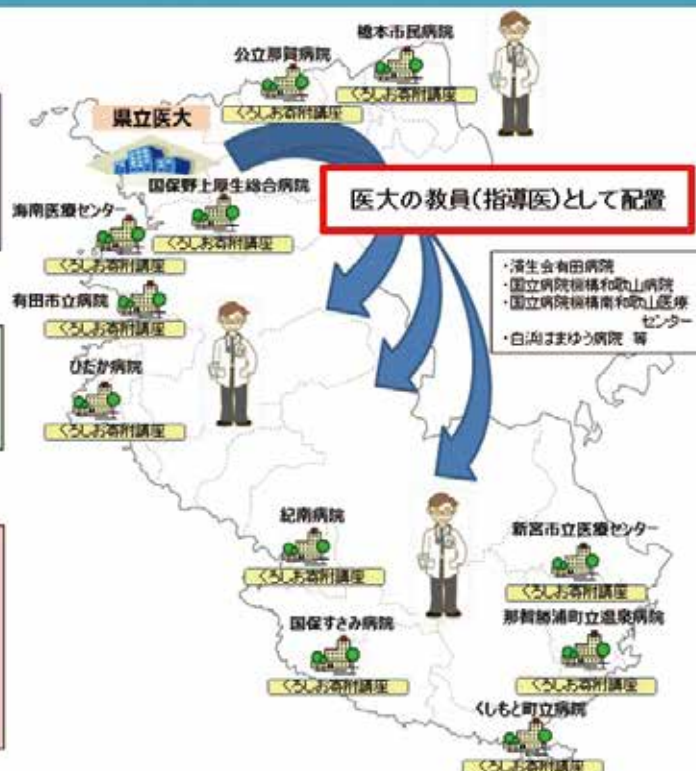 橋本市民病院
くろしお寄附講座
公立那賀病院
くろしお寄附講座
県立医大
国保野上厚生総合病院
くろしお寄附講座
医大の教員(指導医)として配置
海南医療センター
くろしお寄附講座
・済生会有田病院
・国立病院機構和歌山病院
・国立病院機構南和歌山医療
センター
・白浜はまゆう病院 等
有田市立病院
くろしお寄附講座
ひだか病院
くろしお寄附講座
紀南病院
くろしお寄附講座
新宮市立医療センター
くろしお寄附講座
那智勝浦町立温泉病院
くろしお寄附講座
国保すさみ病院
くろしお寄附講座
くしもと町立病院
くろしお寄附講座